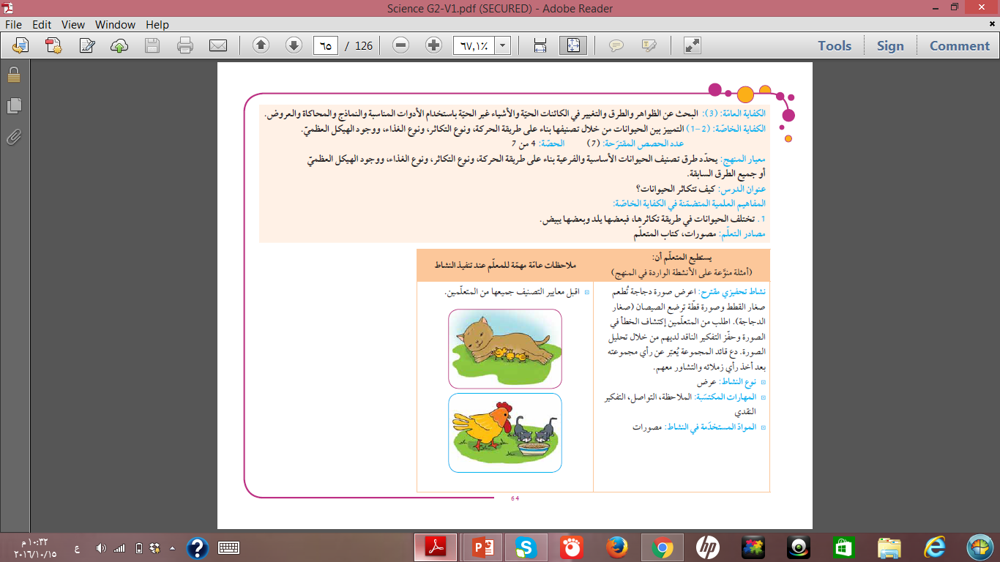 Science G2-V1.pdf (SECURED) - Adobe Reader
File Edit View Window Help
٦٥ / 126
٦٧,١٪
Tools Sign Comment
الكفاية العامّة: (3): البحث عن الظواهر والطرق والتغيير في الكائنات الحيّة والأشياء غير الحيّة باستخدام الأدوات المناسبة والنماذج والمحاكاة والعروض.
الكفاية الخاصّة: (2-1) التمييز بين الحيوانات من خلال تصنيفها بناء على طريقة الحركة، ونوع التكاثر، ونوع الغذاء، ووجود الهيكل العظميّ.
عدد الحصص المقترَحة: (7) الحصّة: 4 من 7
معيار المنهج: يحدّد طرق تصنيف الحيوانات الأساسية والفرعية بناء على طريقة الحركة، ونوع التكاثر، ونوع الغذاء، ووجود الهيكل العظميّ
أو جميع الطرق السابقة.
عنوان الدرس: كيف تتكاثر الحيوانات؟
المفاهيم العلمية المتضمّنة في الكفاية الخاصّة:
1. تختلف الحيوانات في طريقة تكاثرها، فبعضها يلد وبعضها يبيض.
مصادر التعلّم: مصورات، كتاب المتعلّم
يستطيع المتعلّم أن:
(أمثلة منوَّعة على الأنشطة الواردة في المنهج)
ملاحظات عامّة مهمّة للمعلّم عند تنفيذ النشاط
نشاط تحفيزي مقترح: اعرض صورة دجاجة تُطعم
صغار القطط وصورة قطّة ترضع الصيصان (صغار
الدجاجة). اطلب من المتعلّمين إكتشاف الخطأ في
الصورة وحفّز التفكير الناقد لديهم من خلال تحليل
الصورة. دع قائد المجموعة يُعبّر عن رأي مجموعته
بعد أخذ رأي زملائه والتشاور معهم.
نوع النشاط: عرض
المهارات المكتسَبة: الملاحظة، التواصل، التفكير
النقدي
الموادّ المستخدَمة في النشاط: مصورات
اقبل معايير التصنيف جميعها من المتعلّمين.
64
ع
١٠:٣٢ م
٢٠١٦/١٠/١٥